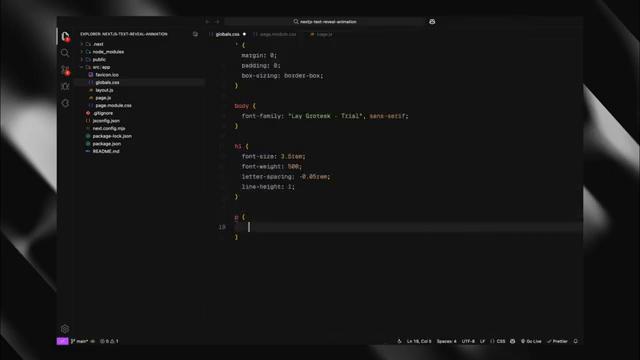 nextjs-text-reveal-animation
EXPLORER: NEXTJS-TEXT-REVEAL-ANIMATION
globals.css
page.module.css
page.js
.next
node_modules
public
src/app
favicon.ico
globals.css
layout.js
page.js
page.module.css
.gitignore
jsconfig.json
next.config.mjs
package-lock.json
package.json
README.md
* {
margin: 0;
padding: 0;
box-sizing: border-box;
}
body {
font-family: "Lay Grotesk - Trial", sans-serif;
}
h1 {
font-size: 3.5rem;
font-weight: 500;
letter-spacing: -0.05rem;
line-height: 1;
}
p {
19
}
main*
0 1
Ln 19, Col 5
Spaces: 4
UTF-8
LF
{} CSS
Go Live
Prettier